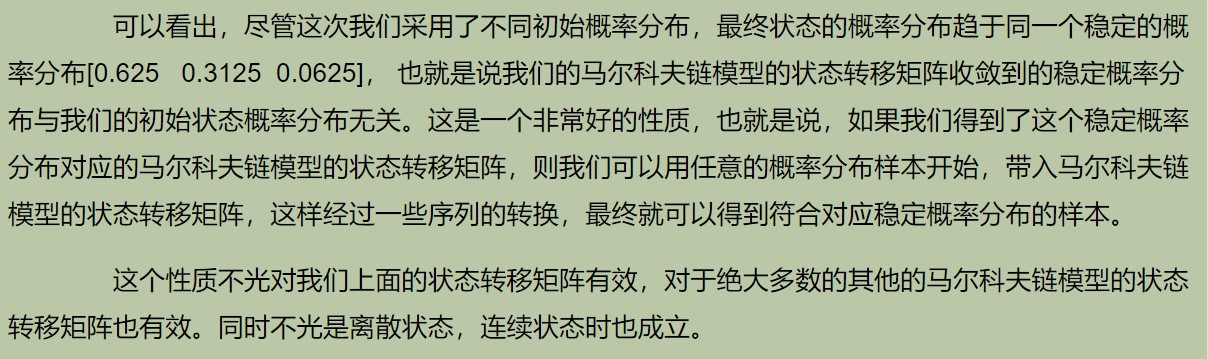 可以看出，尽管这次我们采用了不同初始概率分布，最终状态的概率分布趋于同一个稳定的概
率分布[0.625   0.3125  0.0625]， 也就是说我们的马尔科夫链模型的状态转移矩阵收敛到的稳定概率分
布与我们的初始状态概率分布无关。这是一个非常好的性质，也就是说，如果我们得到了这个稳定概率
分布对应的马尔科夫链模型的状态转移矩阵，则我们可以用任意的概率分布样本开始，带入马尔科夫链
模型的状态转移矩阵，这样经过一些序列的转换，最终就可以得到符合对应稳定概率分布的样本。
这个性质不光对我们上面的状态转移矩阵有效，对于绝大多数的其他的马尔科夫链模型的状态
转移矩阵也有效。同时不光是离散状态，连续状态时也成立。